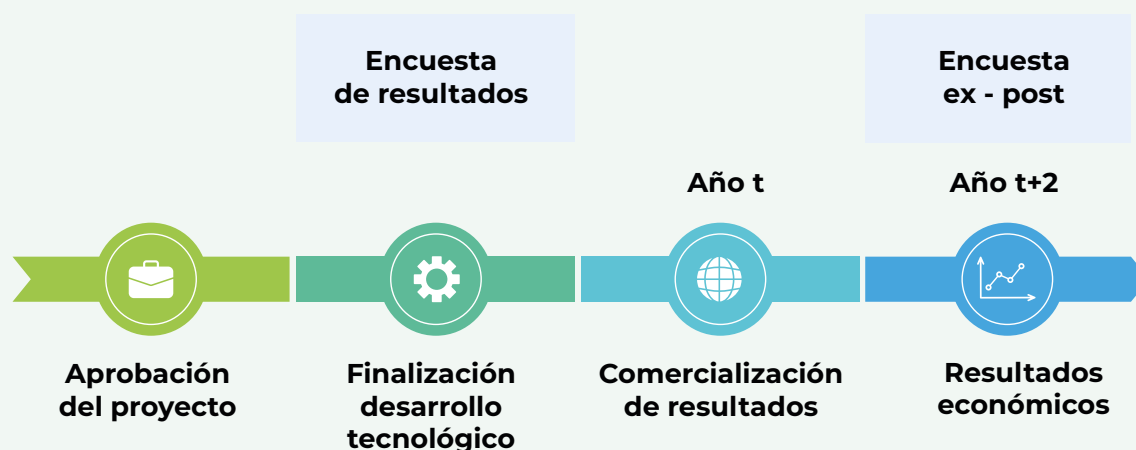 Encuesta
de resultados
Encuesta
ex - post
Año t
Año t+2
Aprobación
del proyecto
Finalización
desarrollo
tecnológico
Comercialización
de resultados
Resultados
económicos